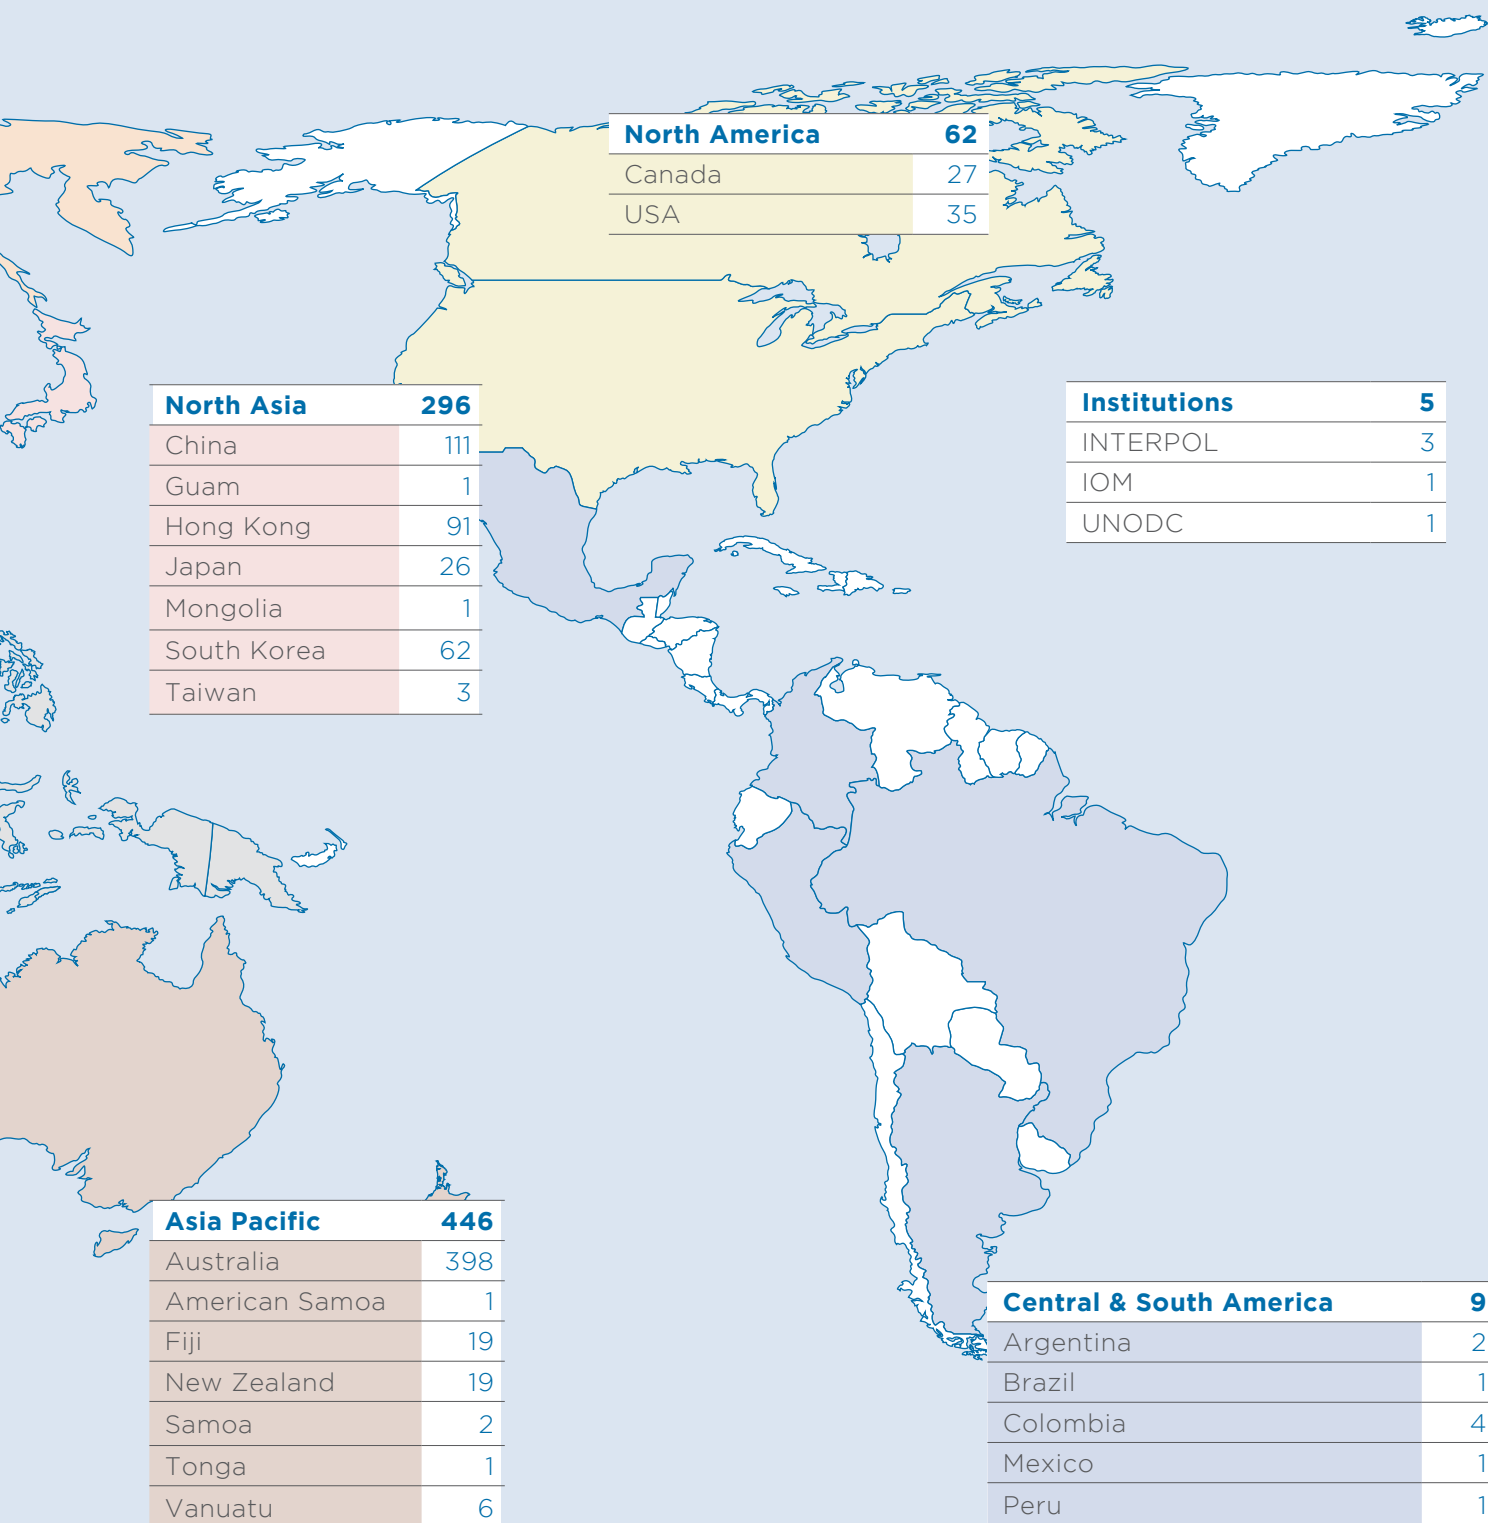 North America 62
Canada 27
USA 35
North Asia 296
China 111
Guam 1
Hong Kong 91
Japan 26
Mongolia 1
South Korea 62
Taiwan 3
Institutions 5
INTERPOL 3
IOM 1
UNODC 1
Asia Pacific 446
Australia 398
American Samoa 1
Fiji 19
New Zealand 19
Samoa 2
Tonga 1
Vanuatu 6
Central & South America 9
Argentina 2
Brazil 1
Colombia 4
Mexico 1
Peru 1